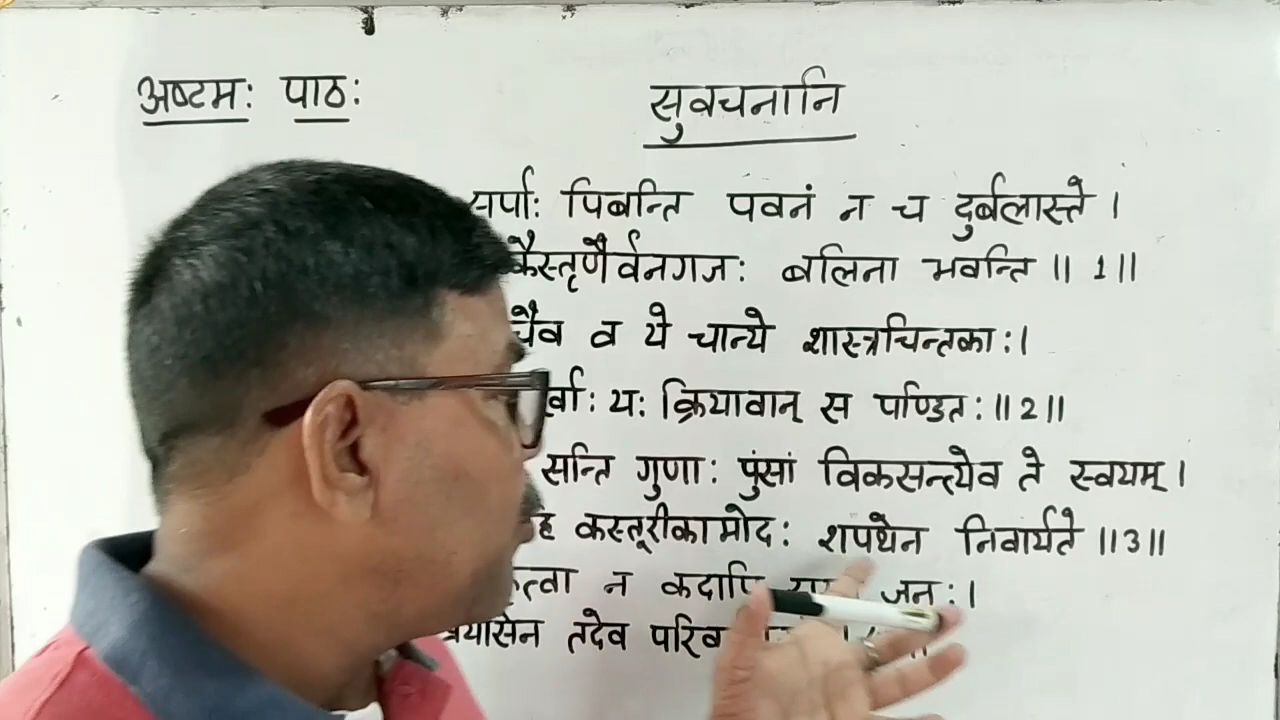 अष्टम: पाठ:
सुवचनानि
सर्पा: पिबन्ति पवनं न च दुर्बलास्ते ।
कैस्तृणैर्वनगज: बलिना भवन्ति ॥ 1 ॥
चैव व ये चान्ये शास्त्रचिन्तका: ।
य: क्रियावान् स पण्डित: ॥ 2 ॥
सन्ति गुणा: पुंसां विकसन्त्येव ते स्वयम् ।
कस्तूरीकामोद: शपथेन निवार्यते ॥ 3 ॥
न कदापि जन: ।
तदेव